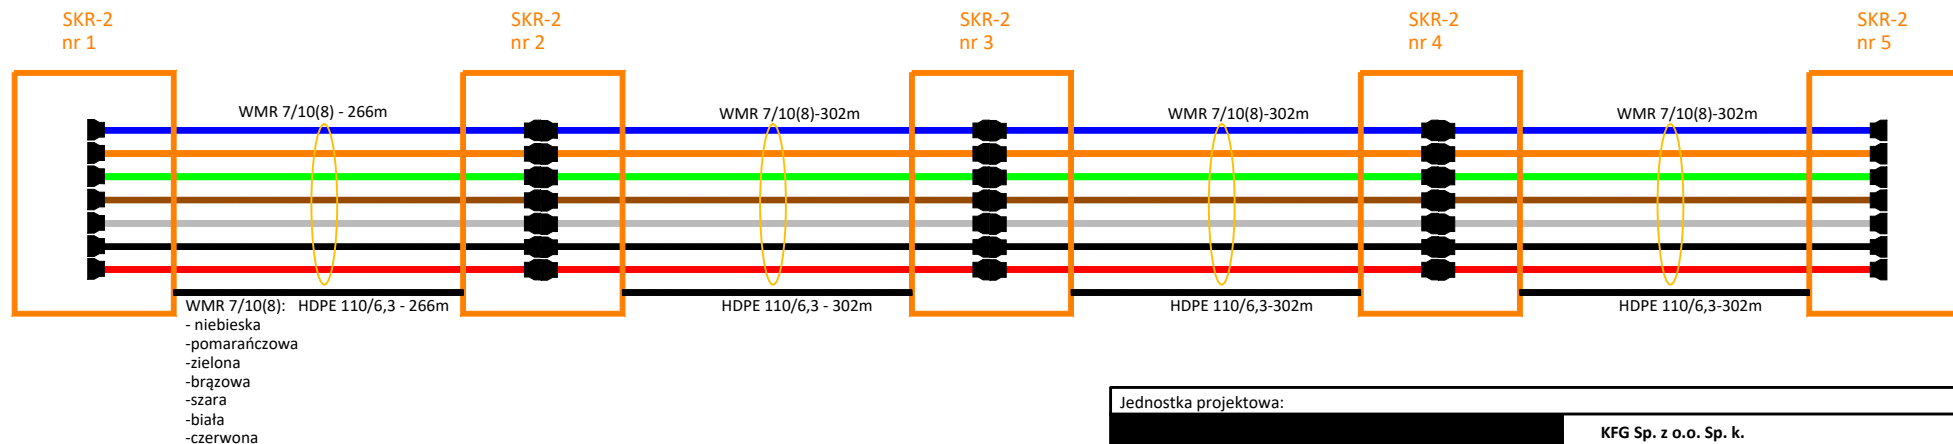 SKR-2
nr 1
SKR-2
nr 2
SKR-2
nr 3
SKR-2
nr 4
SKR-2
nr 5
WMR 7/10(8) - 266m
WMR 7/10(8)-302m
WMR 7/10(8)-302m
WMR 7/10(8)-302m
HDPE 110/6,3 - 266m
HDPE 110/6,3 - 302m
HDPE 110/6,3-302m
HDPE 110/6,3-302m
WMR 7/10(8):
- niebieska
-pomarańczowa
-zielona
-brązowa
-szara
-biała
-czerwona
Jednostka projektowa:
KFG Sp. z o.o. Sp. k.